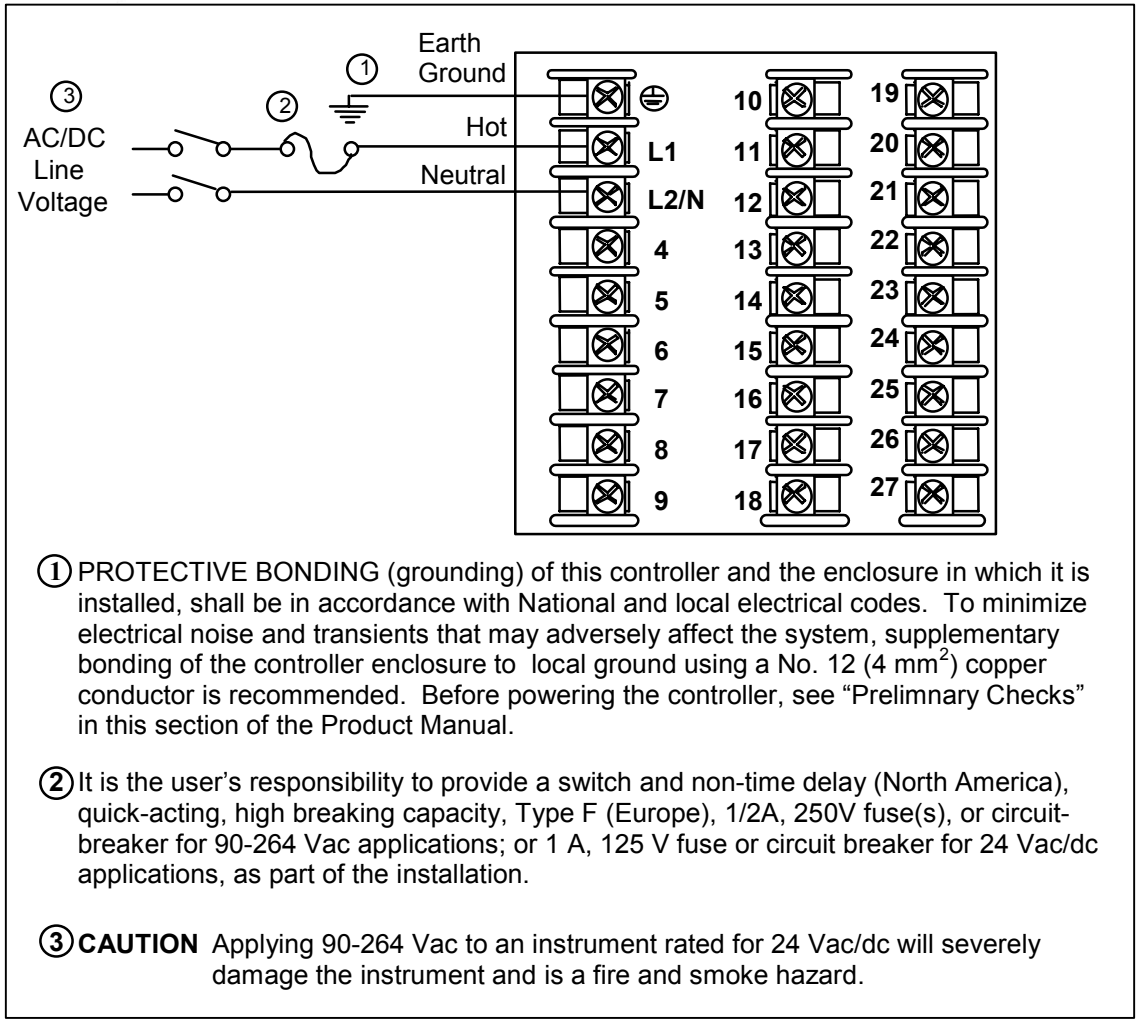 Earth
Ground
1
2
3
AC/DC
Line
Voltage
Hot
Neutral
L1
L2/N
4
5
6
7
8
9
10
11
12
13
14
15
16
17
18
19
20
21
22
23
24
25
26
27
1 PROTECTIVE BONDING (grounding) of this controller and the enclosure in which it is
installed, shall be in accordance with National and local electrical codes. To minimize
electrical noise and transients that may adversely affect the system, supplementary
bonding of the controller enclosure to local ground using a No. 12 (4 mm²) copper
conductor is recommended. Before powering the controller, see “Prelimnary Checks”
in this section of the Product Manual.
2 It is the user’s responsibility to provide a switch and non-time delay (North America),
quick-acting, high breaking capacity, Type F (Europe), 1/2A, 250V fuse(s), or circuit-
breaker for 90-264 Vac applications; or 1 A, 125 V fuse or circuit breaker for 24 Vac/dc
applications, as part of the installation.
3 CAUTION Applying 90-264 Vac to an instrument rated for 24 Vac/dc will severely
damage the instrument and is a fire and smoke hazard.